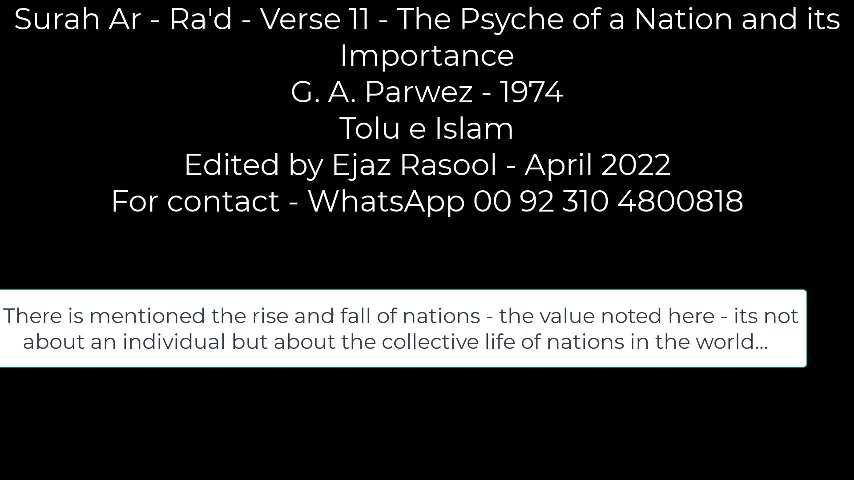 Surah Ar - Ra'd - Verse 11 - The Psyche of a Nation and its
Importance
G. A. Parwez - 1974
Tolu e Islam
Edited by Ejaz Rasool - April 2022
For contact - WhatsApp 00 92 310 4800818
There is mentioned the rise and fall of nations - the value noted here - its not
about an individual but about the collective life of nations in the world...